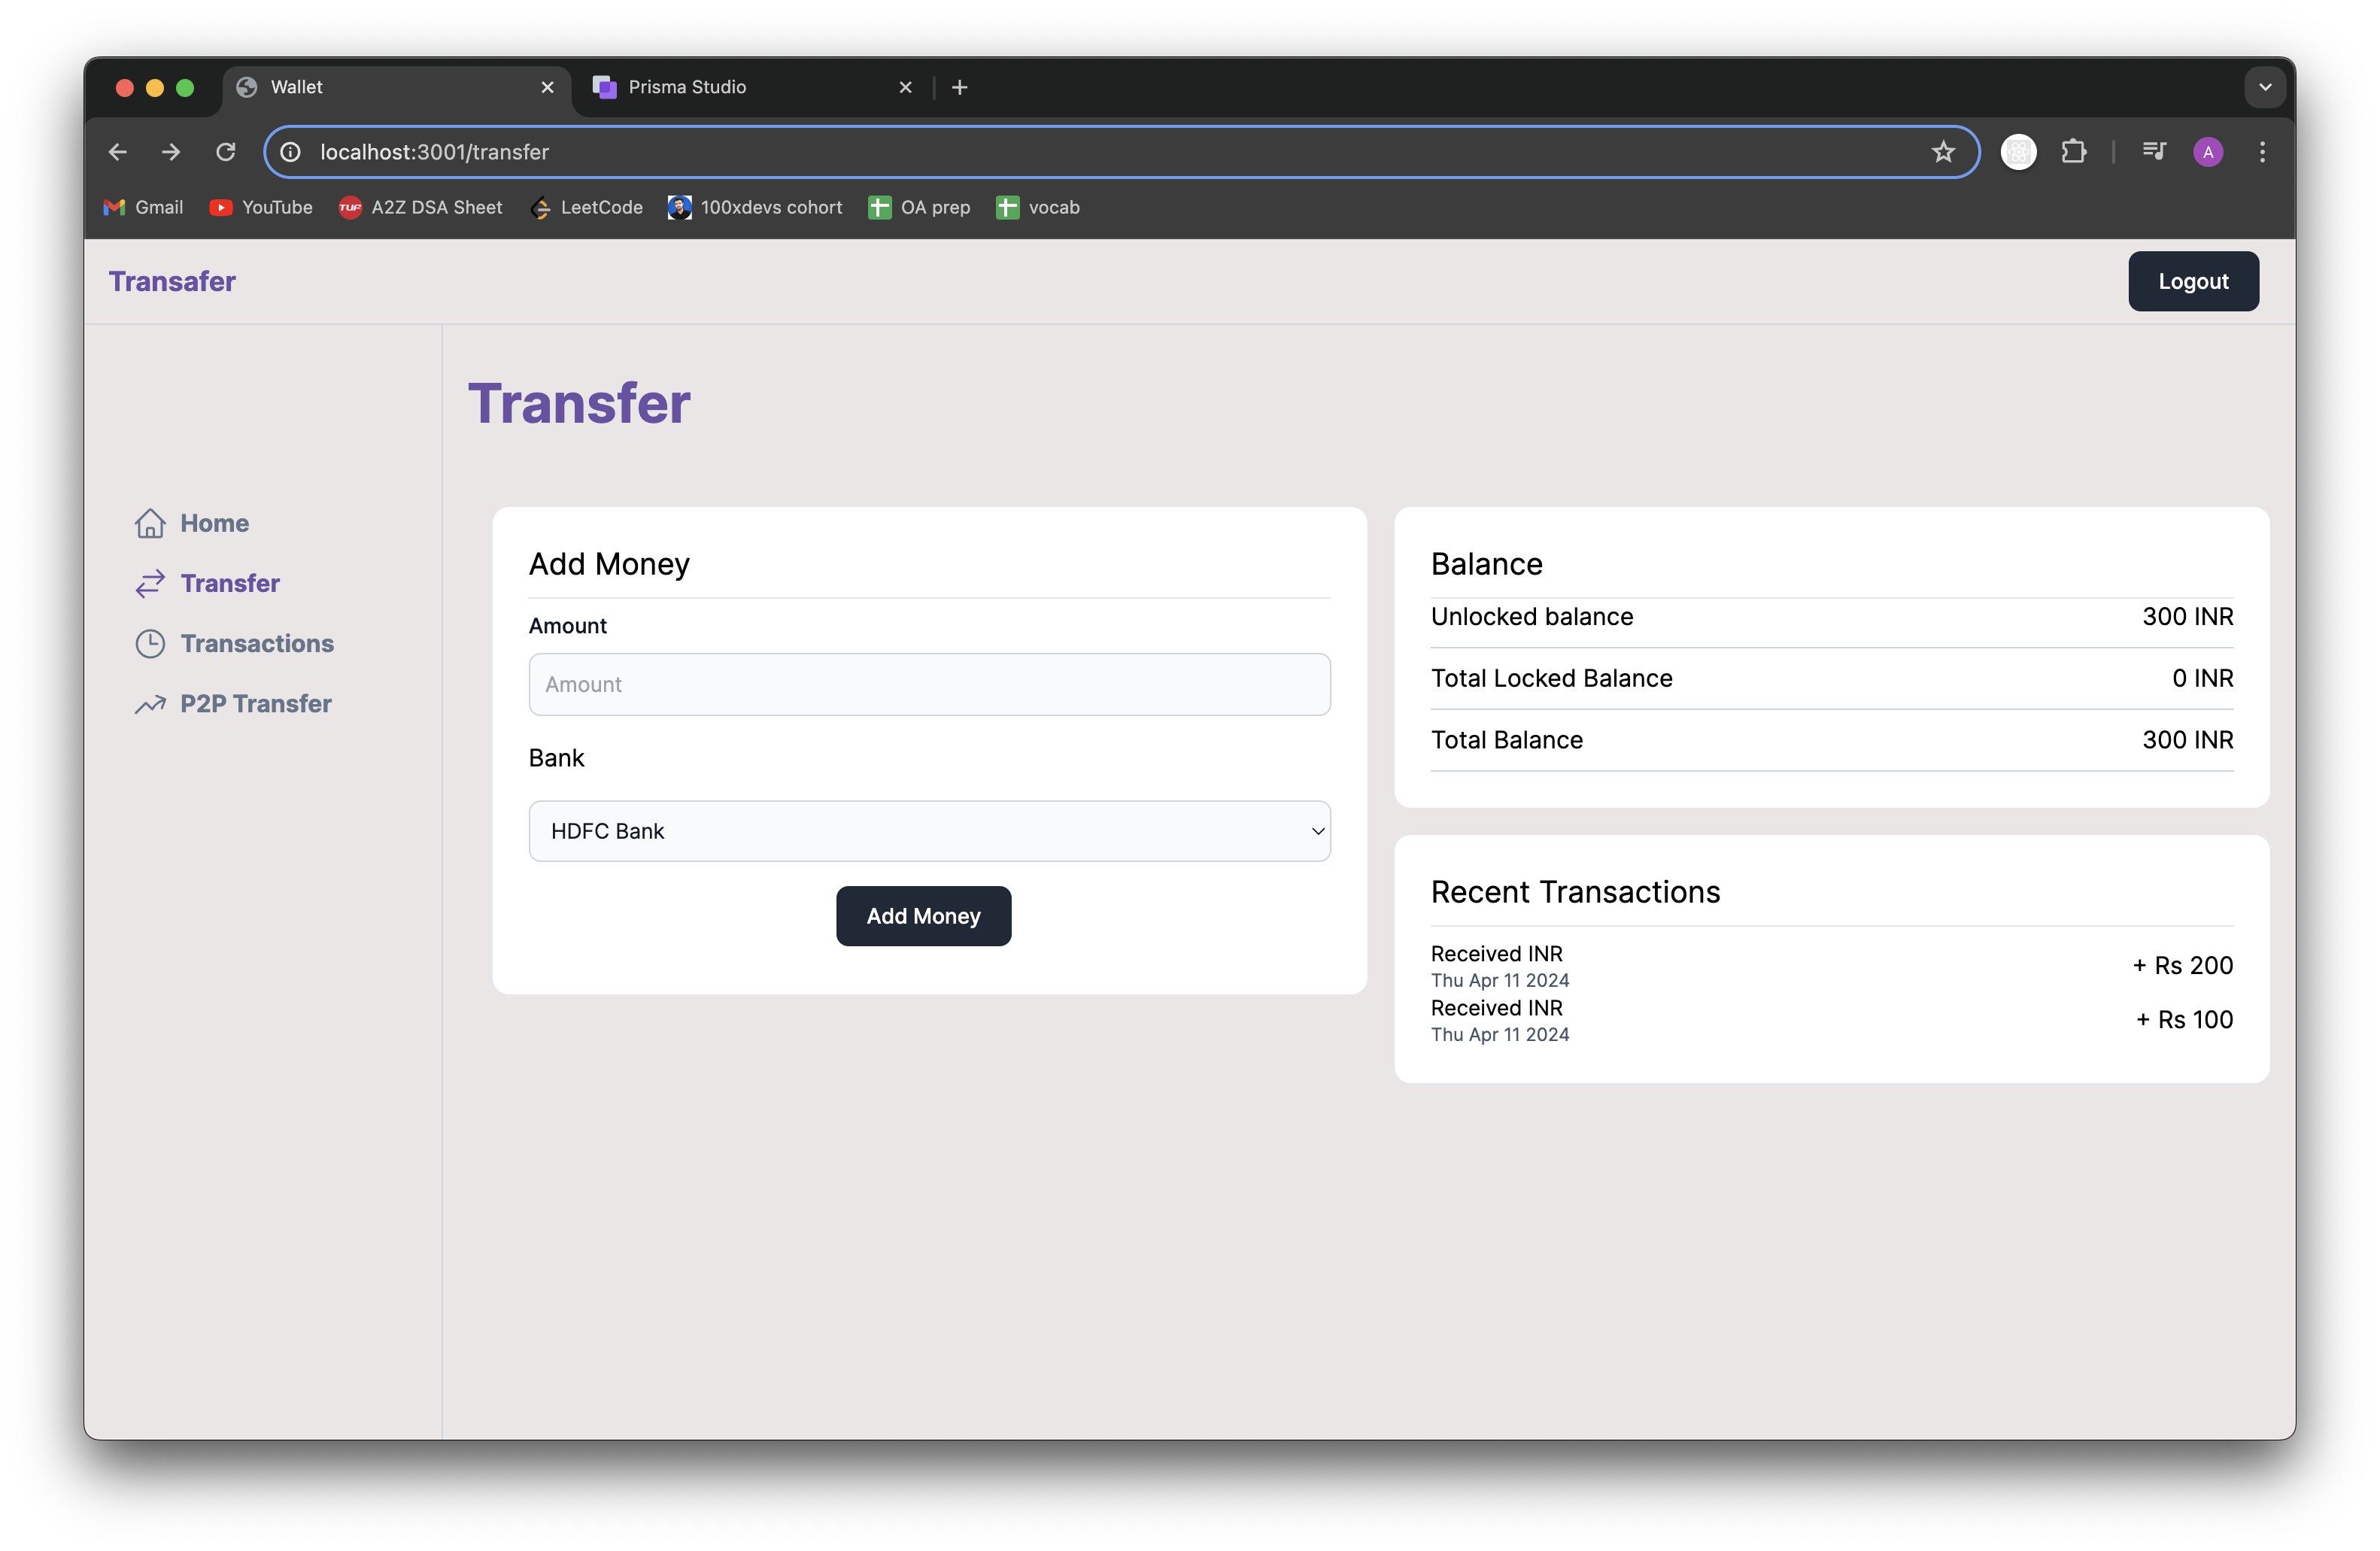 Wallet
Prisma Studio
localhost:3001/transfer
A
Gmail
YouTube
TUF
A2Z DSA Sheet
LeetCode
100xdevs cohort
OA prep
vocab
Transafer
Logout
Transfer
Home
Transfer
Transactions
P2P Transfer
Add Money
Amount
Amount
Bank
HDFC Bank
Add Money
Balance
Unlocked balance 300 INR
Total Locked Balance 0 INR
Total Balance 300 INR
Recent Transactions
Received INR
Thu Apr 11 2024
+ Rs 200
Received INR
Thu Apr 11 2024
+ Rs 100